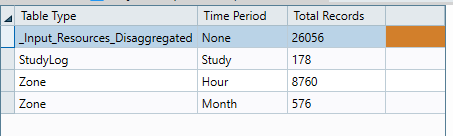 Table Type Time Period Total Records
_Input_Resources_Disaggregated None 26056
StudyLog Study 178
Zone Hour 8760
Zone Month 576